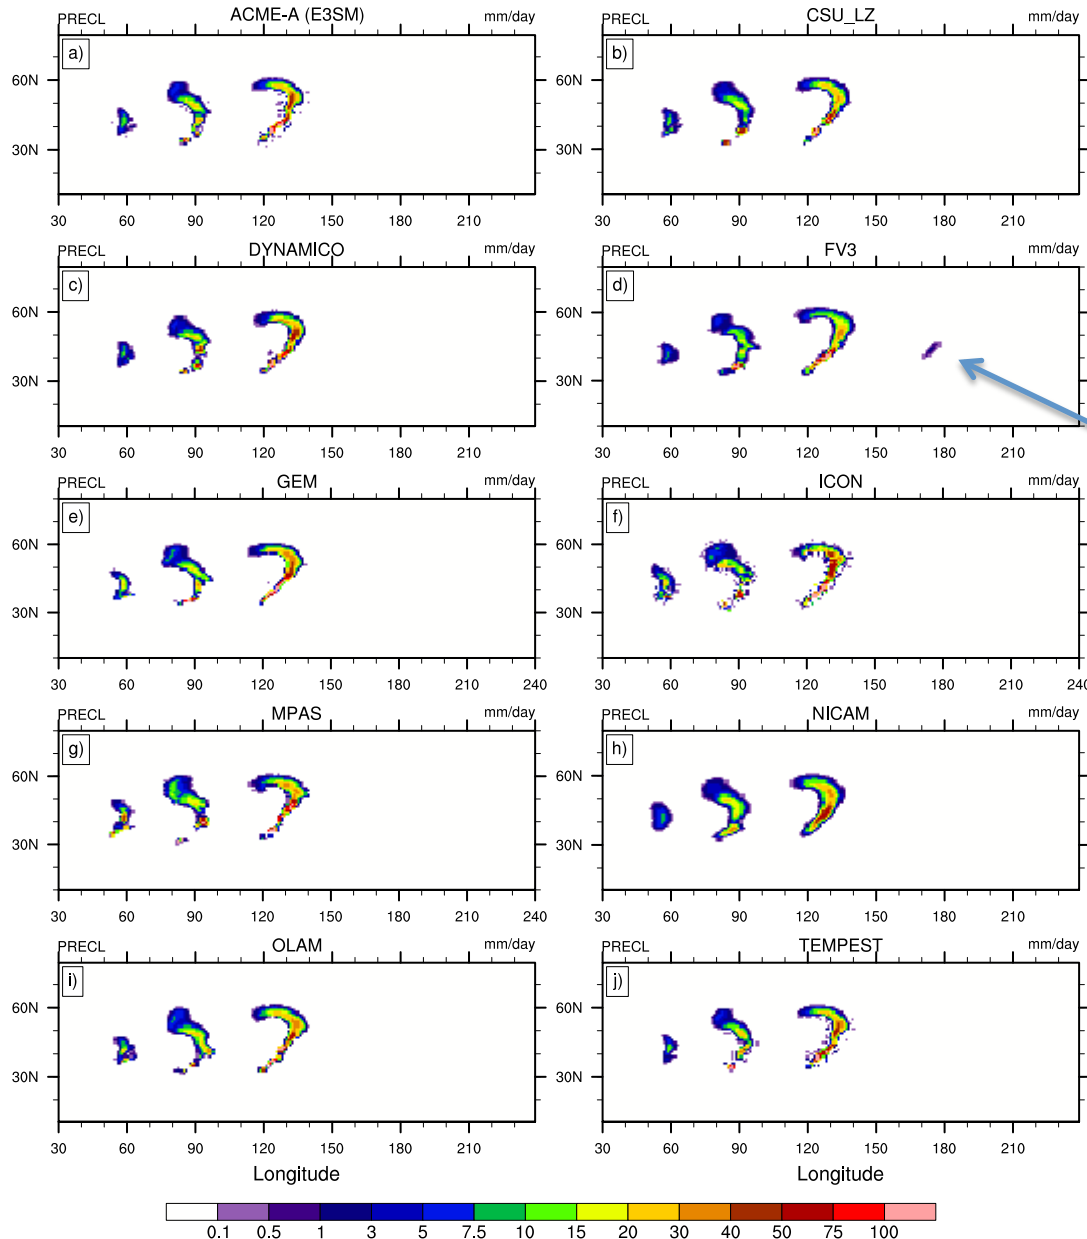 PRECL ACME-A (E3SM) mm/day PRECL CSU_LZ mm/day
a) b)
60N 60N
30N 30N
30 60 90 120 150 180 210 30 60 90 120 150 180 210
PRECL DYNAMICO mm/day PRECL FV3 mm/day
c) d)
60N 60N
30N 30N
30 60 90 120 150 180 210 30 60 90 120 150 180 210
PRECL GEM mm/day PRECL ICON mm/day
e) f)
60N 60N
30N 30N
30 60 90 120 150 180 210 240 30 60 90 120 150 180 210 240
PRECL MPAS mm/day PRECL NICAM mm/day
g) h)
60N 60N
30N 30N
30 60 90 120 150 180 210 240 30 60 90 120 150 180 210 240
PRECL OLAM mm/day PRECL TEMPEST mm/day
i) j)
60N 60N
30N 30N
30 60 90 120 150 180 210 30 60 90 120 150 180 210
Longitude Longitude
0.1 0.5 1 3 5 7.5 10 15 20 30 40 50 75 100